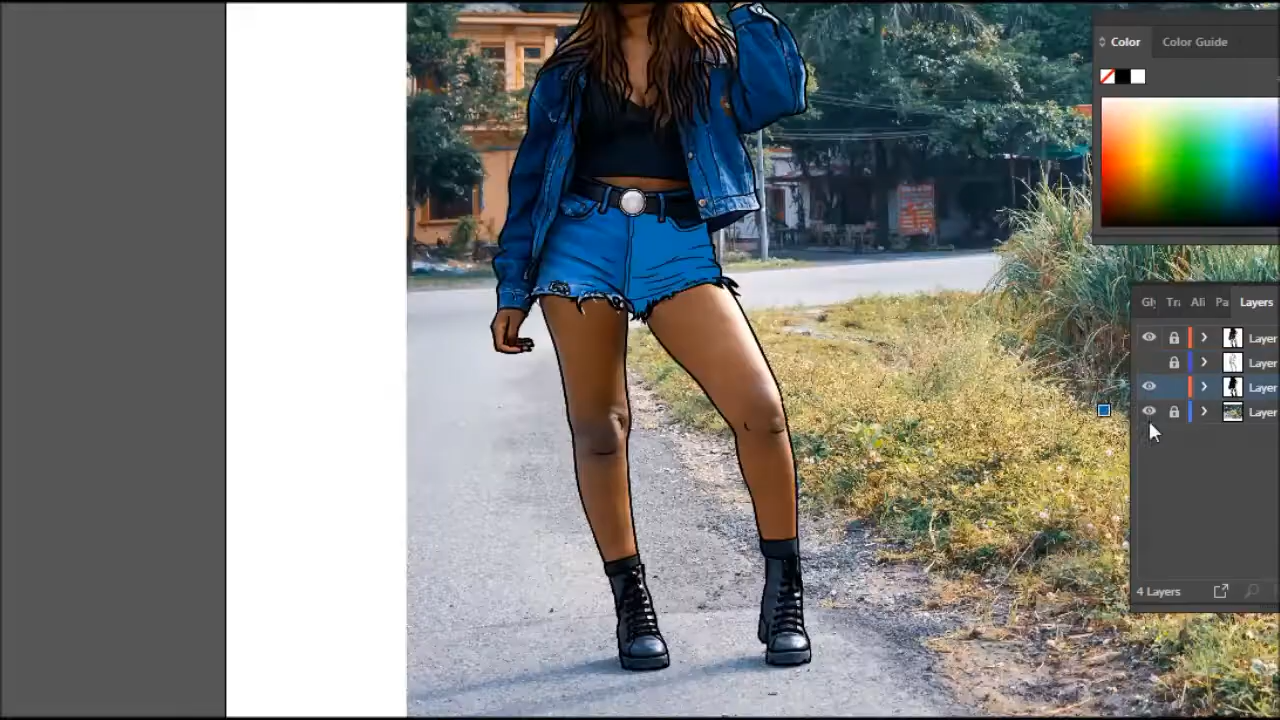 Color
Color Guide
Gl
Tr
Ali
Pa
Layers
Layer
Layer
Layer
Layer
4 Layers